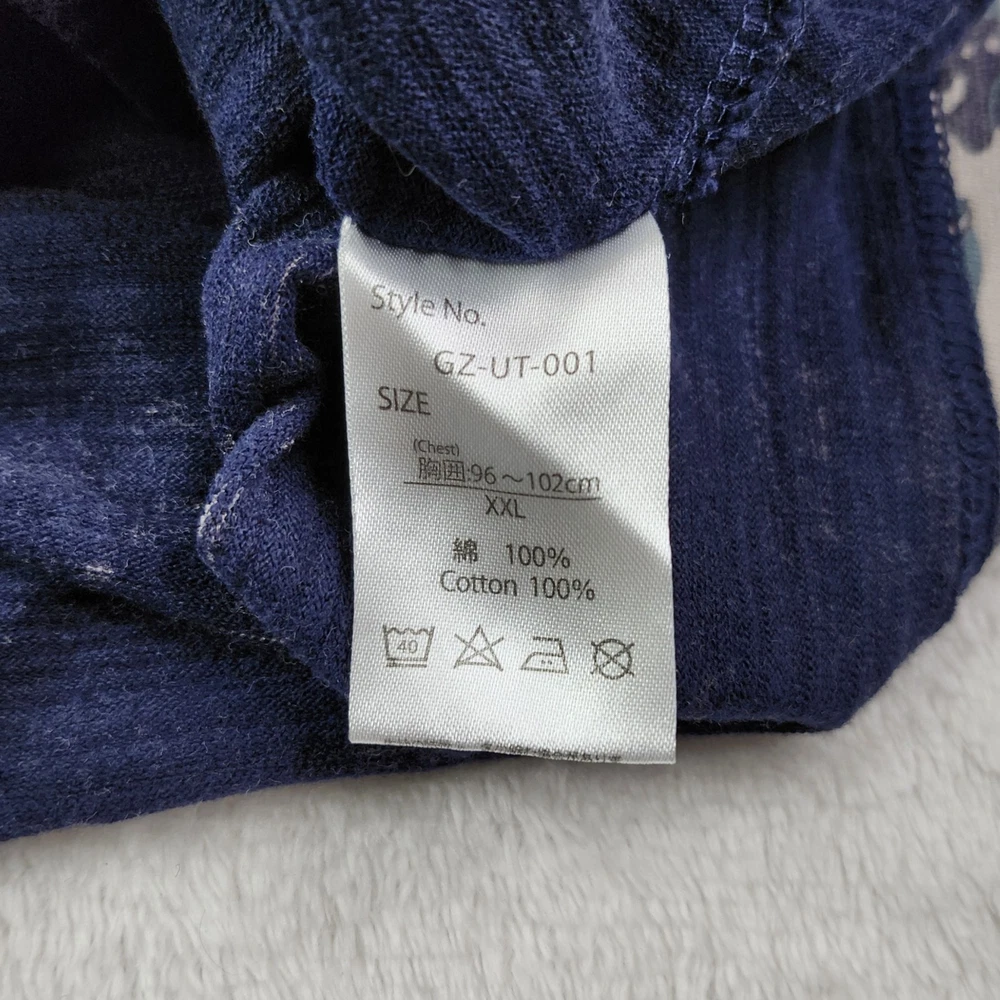 Style No.
GZ-UT-001
SIZE
(Chest)
胸囲:96～102cm
XXL
綿 100%
Cotton 100%
40